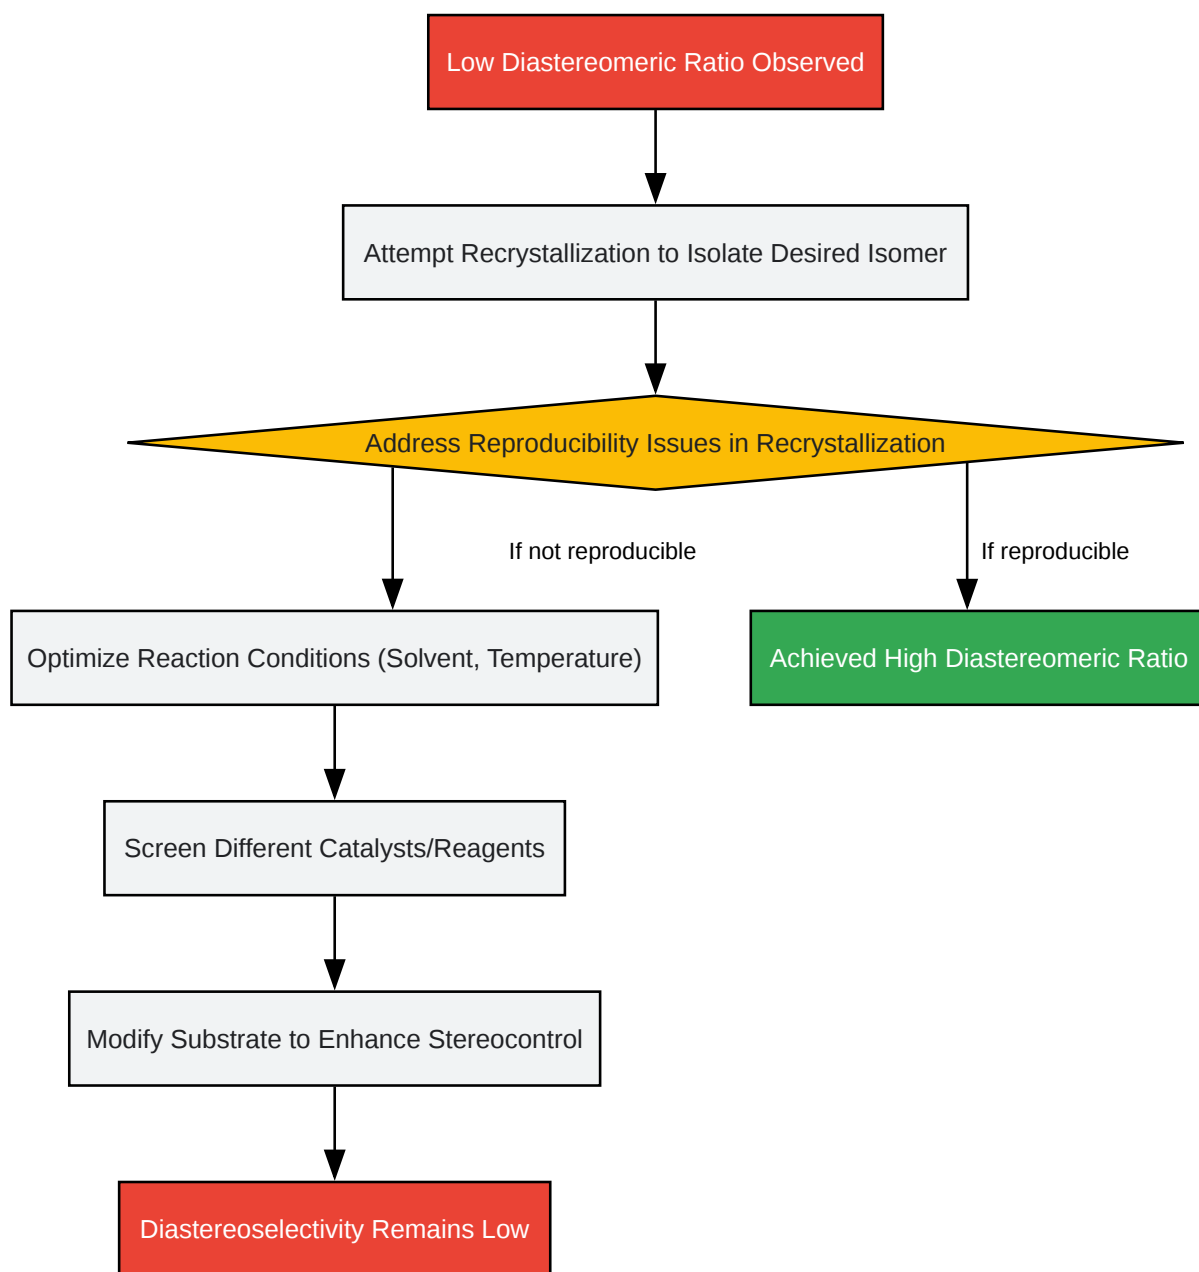 Low Diastereomeric Ratio Observed
Attempt Recrystallization to Isolate Desired Isomer
Address Reproducibility Issues in Recrystallization
If not reproducible
If reproducible
Optimize Reaction Conditions (Solvent, Temperature)
Achieved High Diastereomeric Ratio
Screen Different Catalysts/Reagents
Modify Substrate to Enhance Stereocontrol
Diastereoselectivity Remains Low